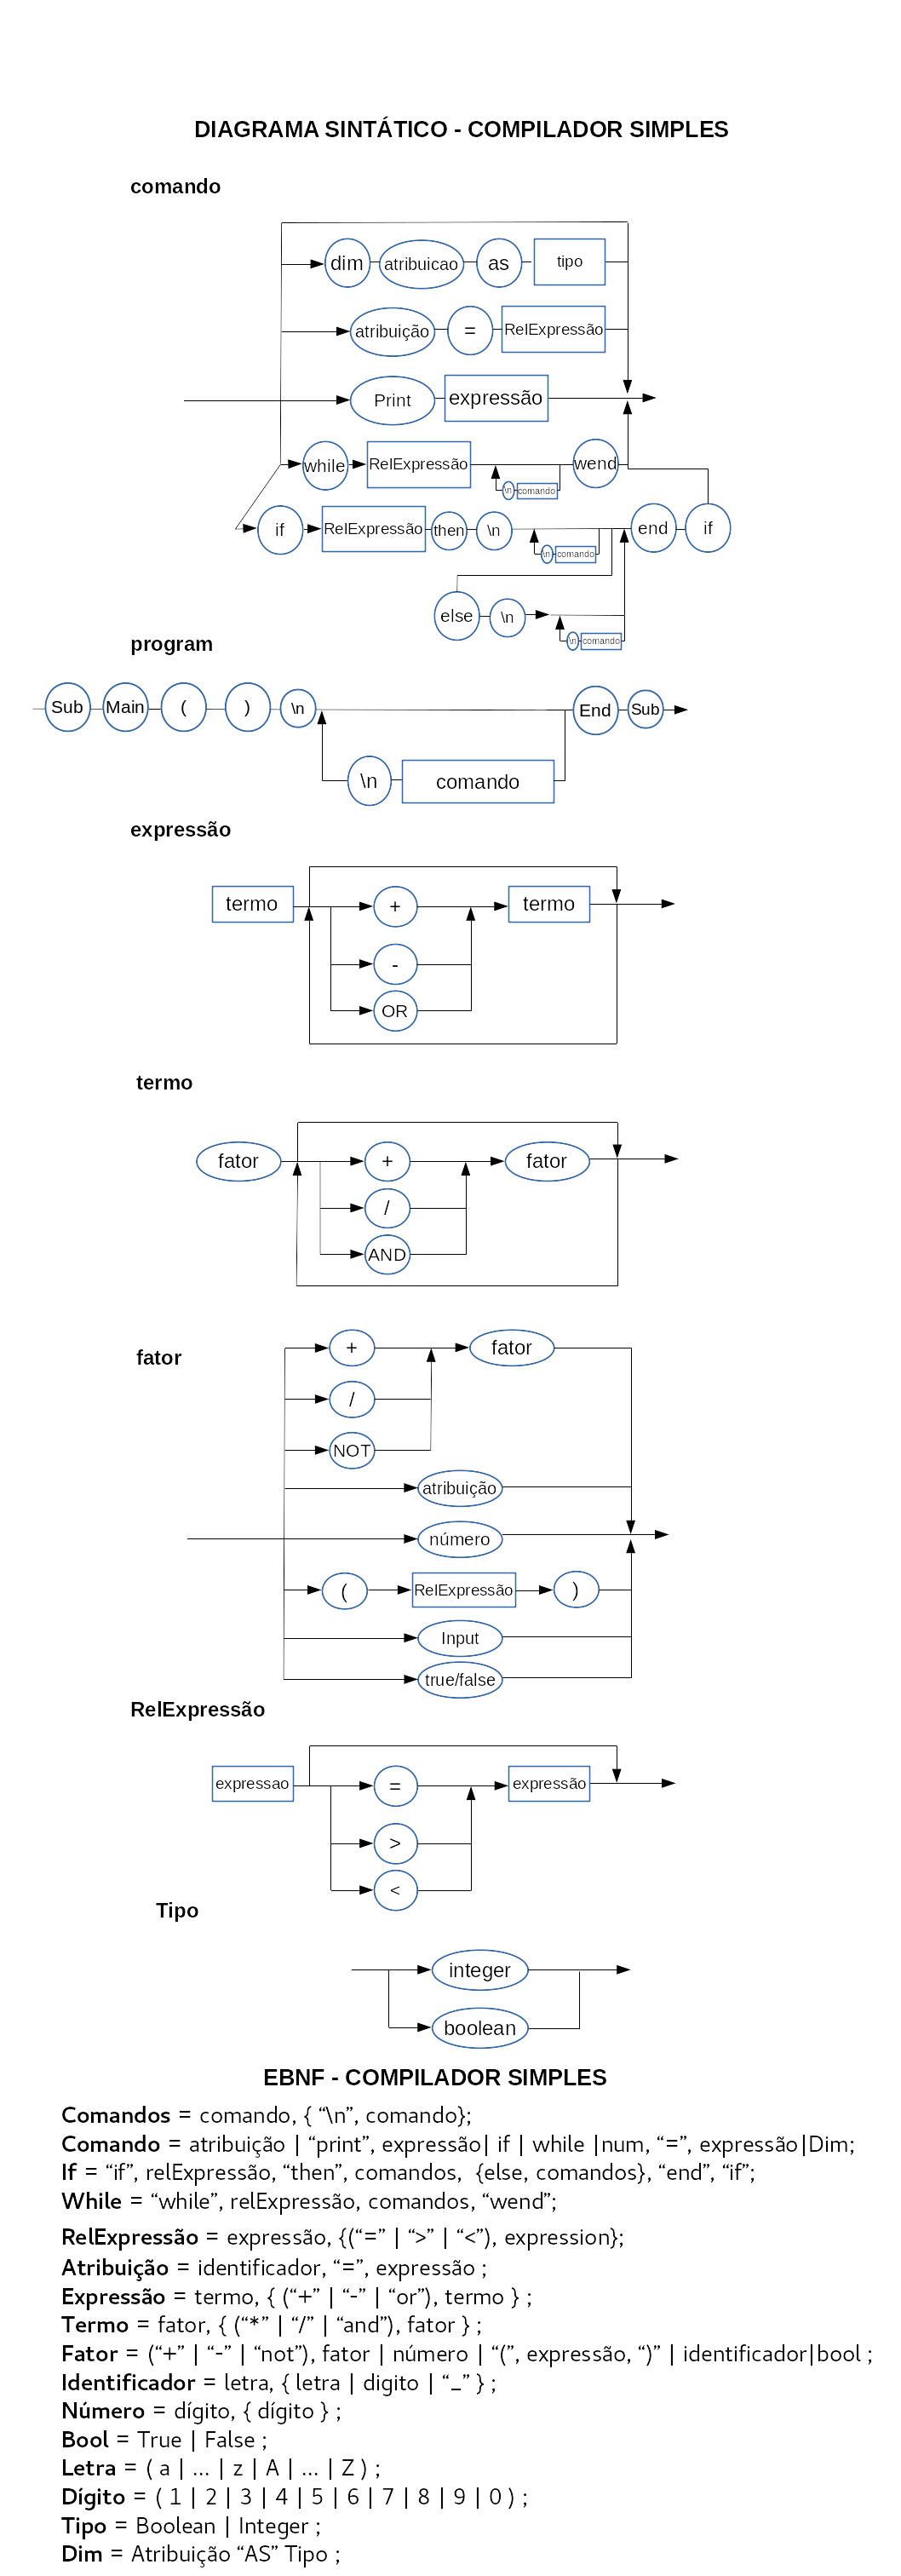 DIAGRAMA SINTÁTICO - COMPILADOR SIMPLES
comando
dim atribuicao as tipo
atribuição = RelExpressão
Print expressão
while RelExpressão wend
\n comando
if RelExpressão then \n end if
\n comando
else \n
\n comando
program
Sub Main ( ) \n End Sub
\n comando
expressão
termo + termo
-
OR
termo
fator + fator
/
AND
fator
+ fator
/
NOT
atribuição
número
( RelExpressão )
Input
true/false
RelExpressão
expressao = expressão
>
<
Tipo
integer
boolean
EBNF - COMPILADOR SIMPLES
Comandos = comando, { “\n”, comando};
Comando = atribuição | “print”, expressão| if | while |num, “=”, expressão|Dim;
If = “if”, relExpressão, “then”, comandos, {else, comandos}, “end”, “if”;
While = “while”, relExpressão, comandos, “wend”;
RelExpressão = expressão, {(“=” | “>” | “<”), expression};
Atribuição = identificador, “=”, expressão ;
Expressão = termo, { (“+” | “-” | “or”), termo } ;
Termo = fator, { (“*” | “/” | “and”), fator } ;
Fator = (“+” | “-” | “not”), fator | número | “(”, expressão, “)” | identificador|bool ;
Identificador = letra, { letra | digito | “_” } ;
Número = dígito, { dígito } ;
Bool = True | False ;
Letra = ( a | ... | z | A | ... | Z ) ;
Dígito = ( 1 | 2 | 3 | 4 | 5 | 6 | 7 | 8 | 9 | 0 ) ;
Tipo = Boolean | Integer ;
Dim = Atribuição “AS” Tipo ;